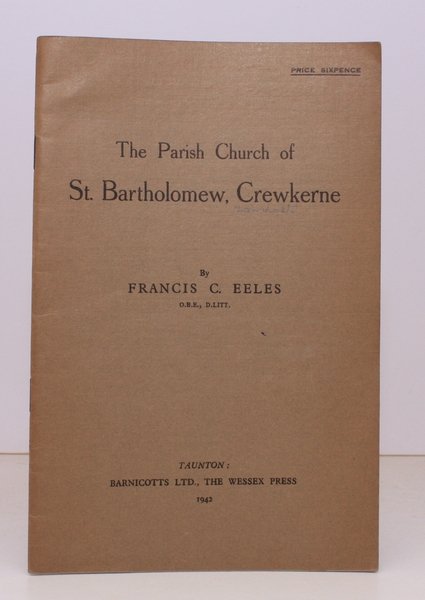 PRICE SIXPENCE
The Parish Church of
St. Bartholomew, Crewkerne
By
FRANCIS C. EELES
O.B.E., D.LITT.
TAUNTON:
BARNICOTTS LTD., THE WESSEX PRESS
1942